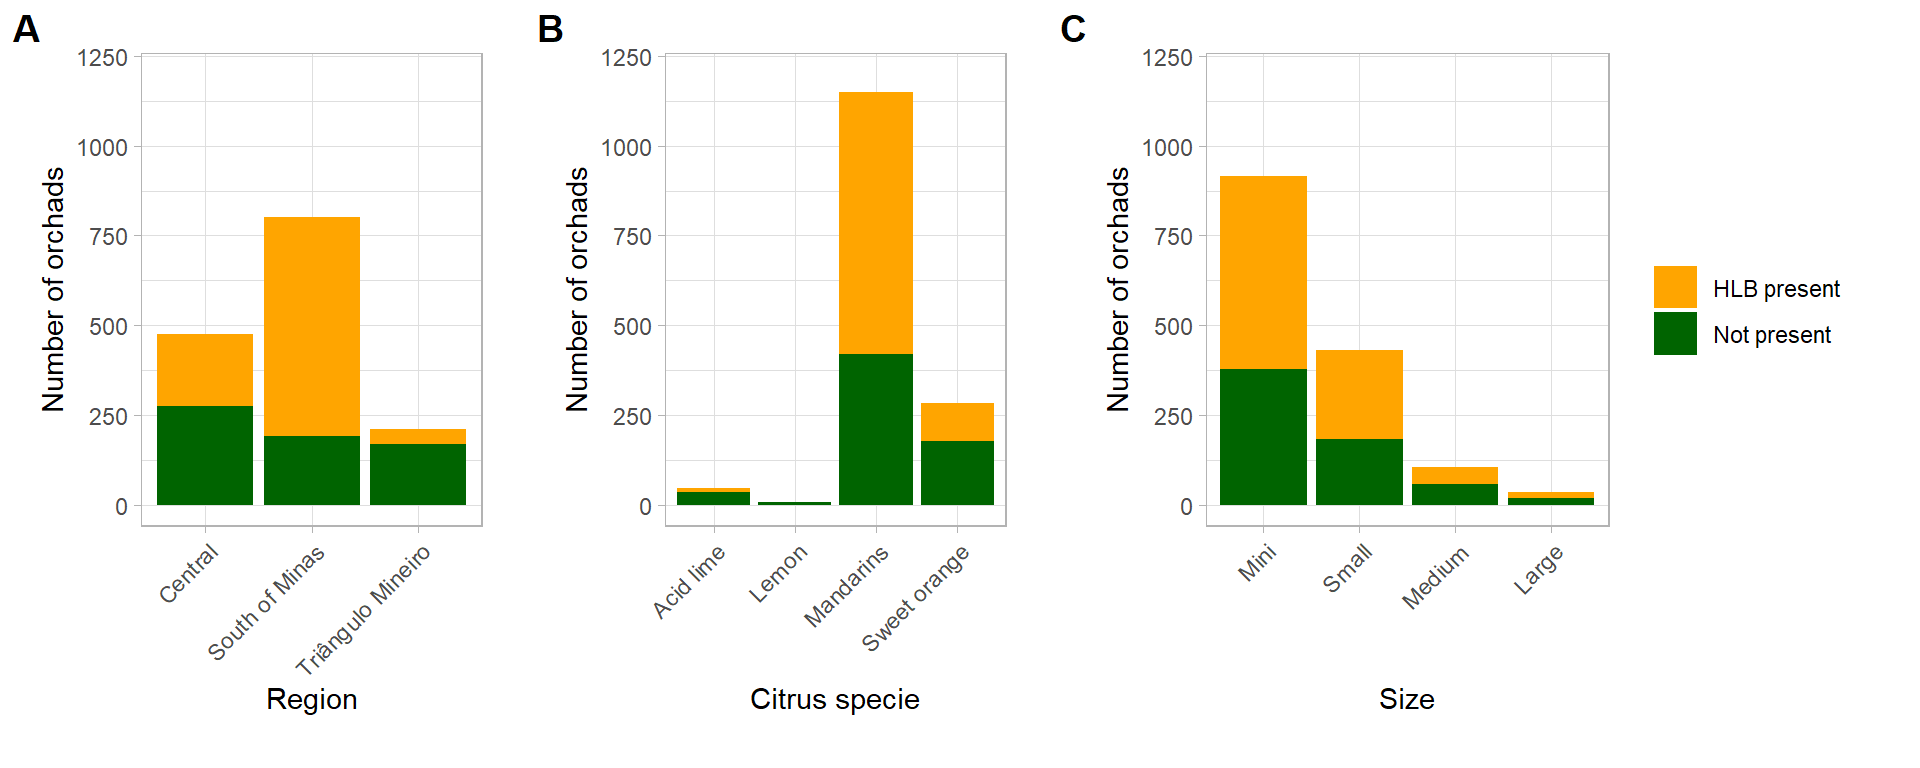 A
1250
1000
750
500
250
0
Number of orchads
Central
South of Minas
Triângulo Mineiro
Region
B
1250
1000
750
500
250
0
Number of orchads
Acid lime
Lemon
Mandarins
Sweet orange
Citrus specie
C
1250
1000
750
500
250
0
Number of orchads
Mini
Small
Medium
Large
Size
HLB present
Not present